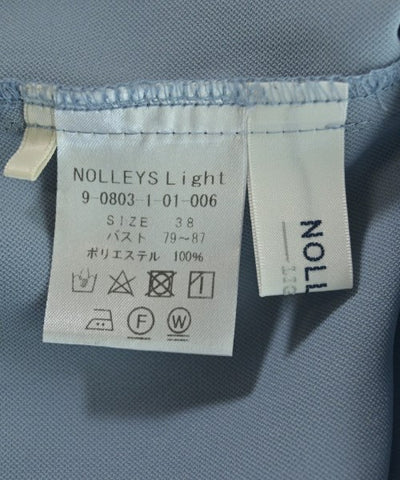 NOLLEYS Light
9-0803-1-01-006
SIZE 38
バスト 79~87
ポリエステル 100%
F W
NOLL